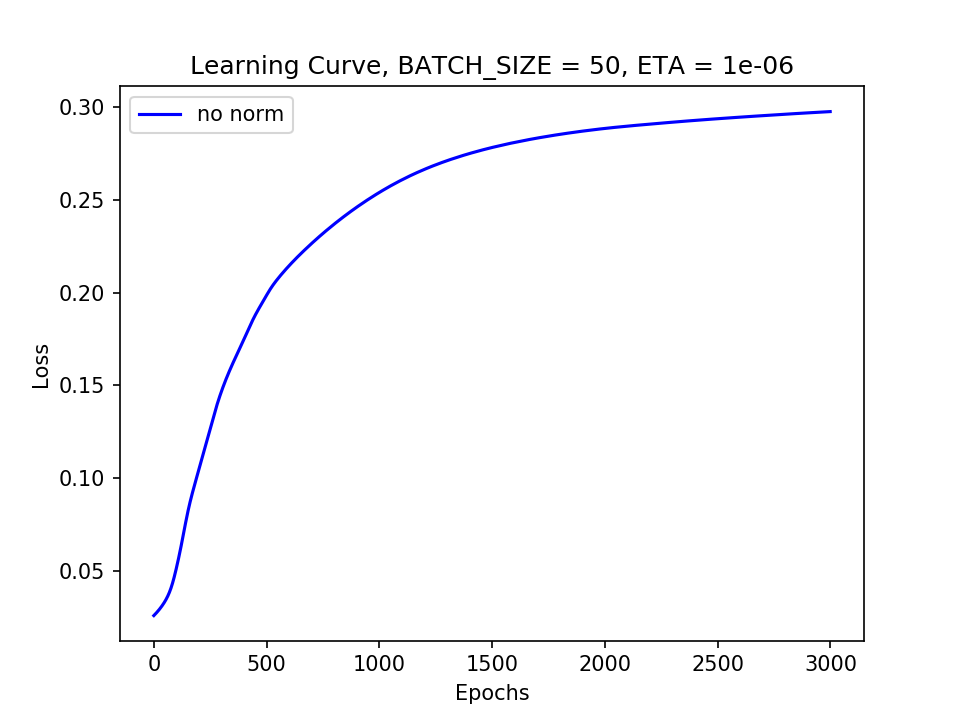 Learning Curve, BATCH_SIZE = 50, ETA = 1e-06
no norm
0.30
0.25
0.20
0.15
0.10
0.05
Loss
0 500 1000 1500 2000 2500 3000
Epochs